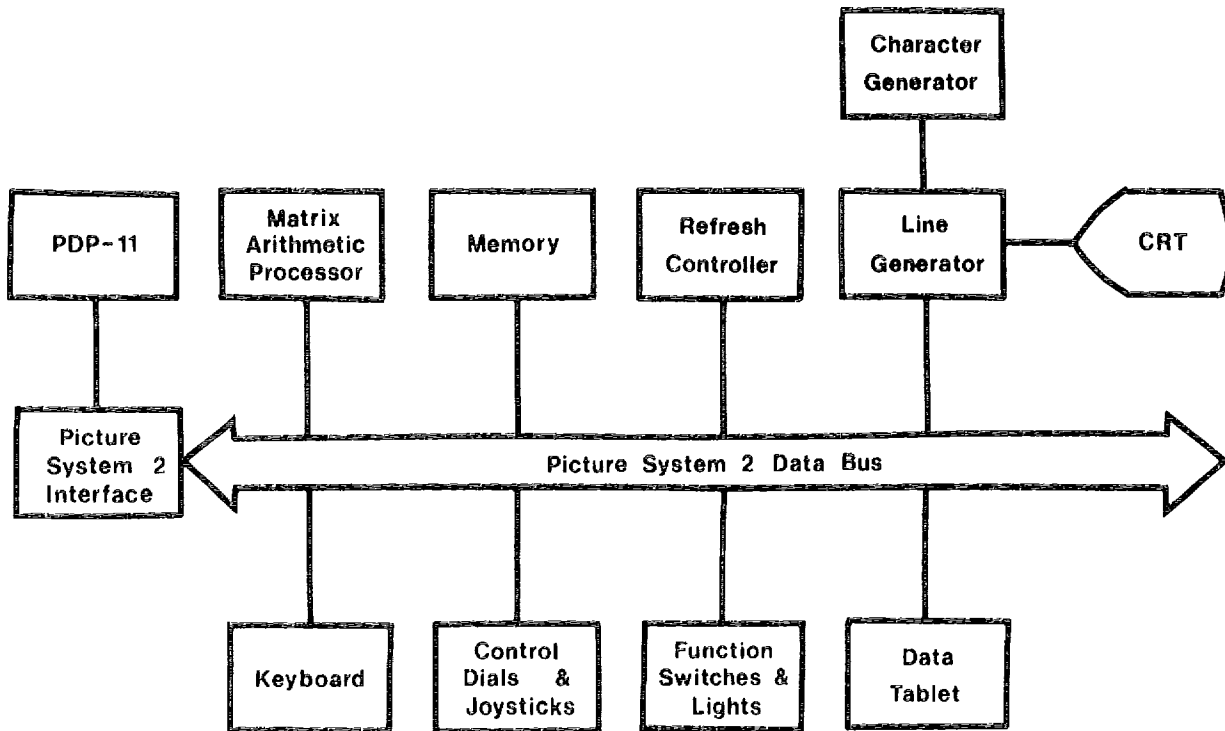 Character
Generator
PDP-11
Matrix
Arithmetic
Processor
Memory
Refresh
Controller
Line
Generator
CRT
Picture
System 2
Interface
Picture System 2 Data Bus
Keyboard
Control
Dials &
Joysticks
Function
Switches &
Lights
Data
Tablet